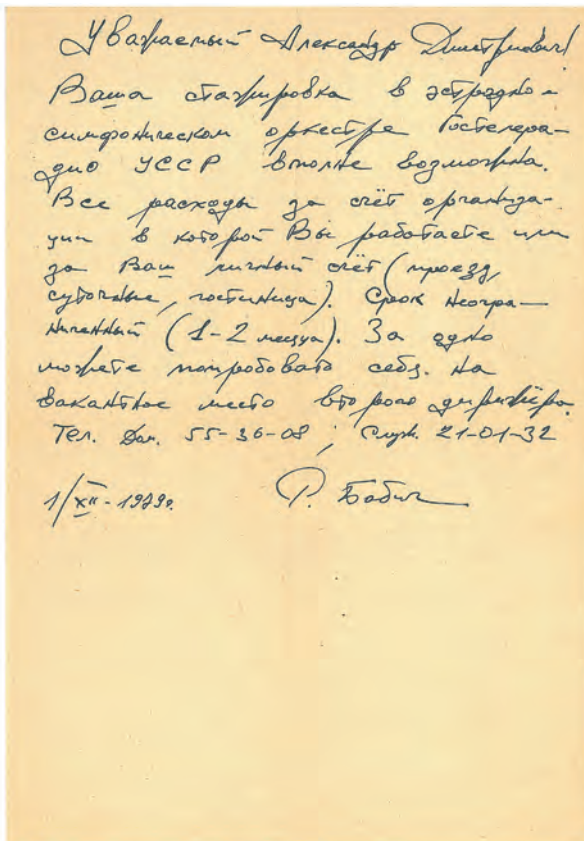 Уважаемый Александр Дмитриевич!
Ваша стажировка в эстрадно-
симфоническом оркестре Гостелера-
дио УССР вполне возможна.
Все расходы за счёт организа-
ции в которой Вы работаете или
за Ваш личный счёт (проезд,
суточные, гостиница). Срок неогра-
ниченный (1-2 месяца). За одно
можете попробовать себя на
вакантное место второго дирижёра.
Тел. Дом. 55-36-08; Служ. 21-01-32
1/XII-1979г. Р. Бабич